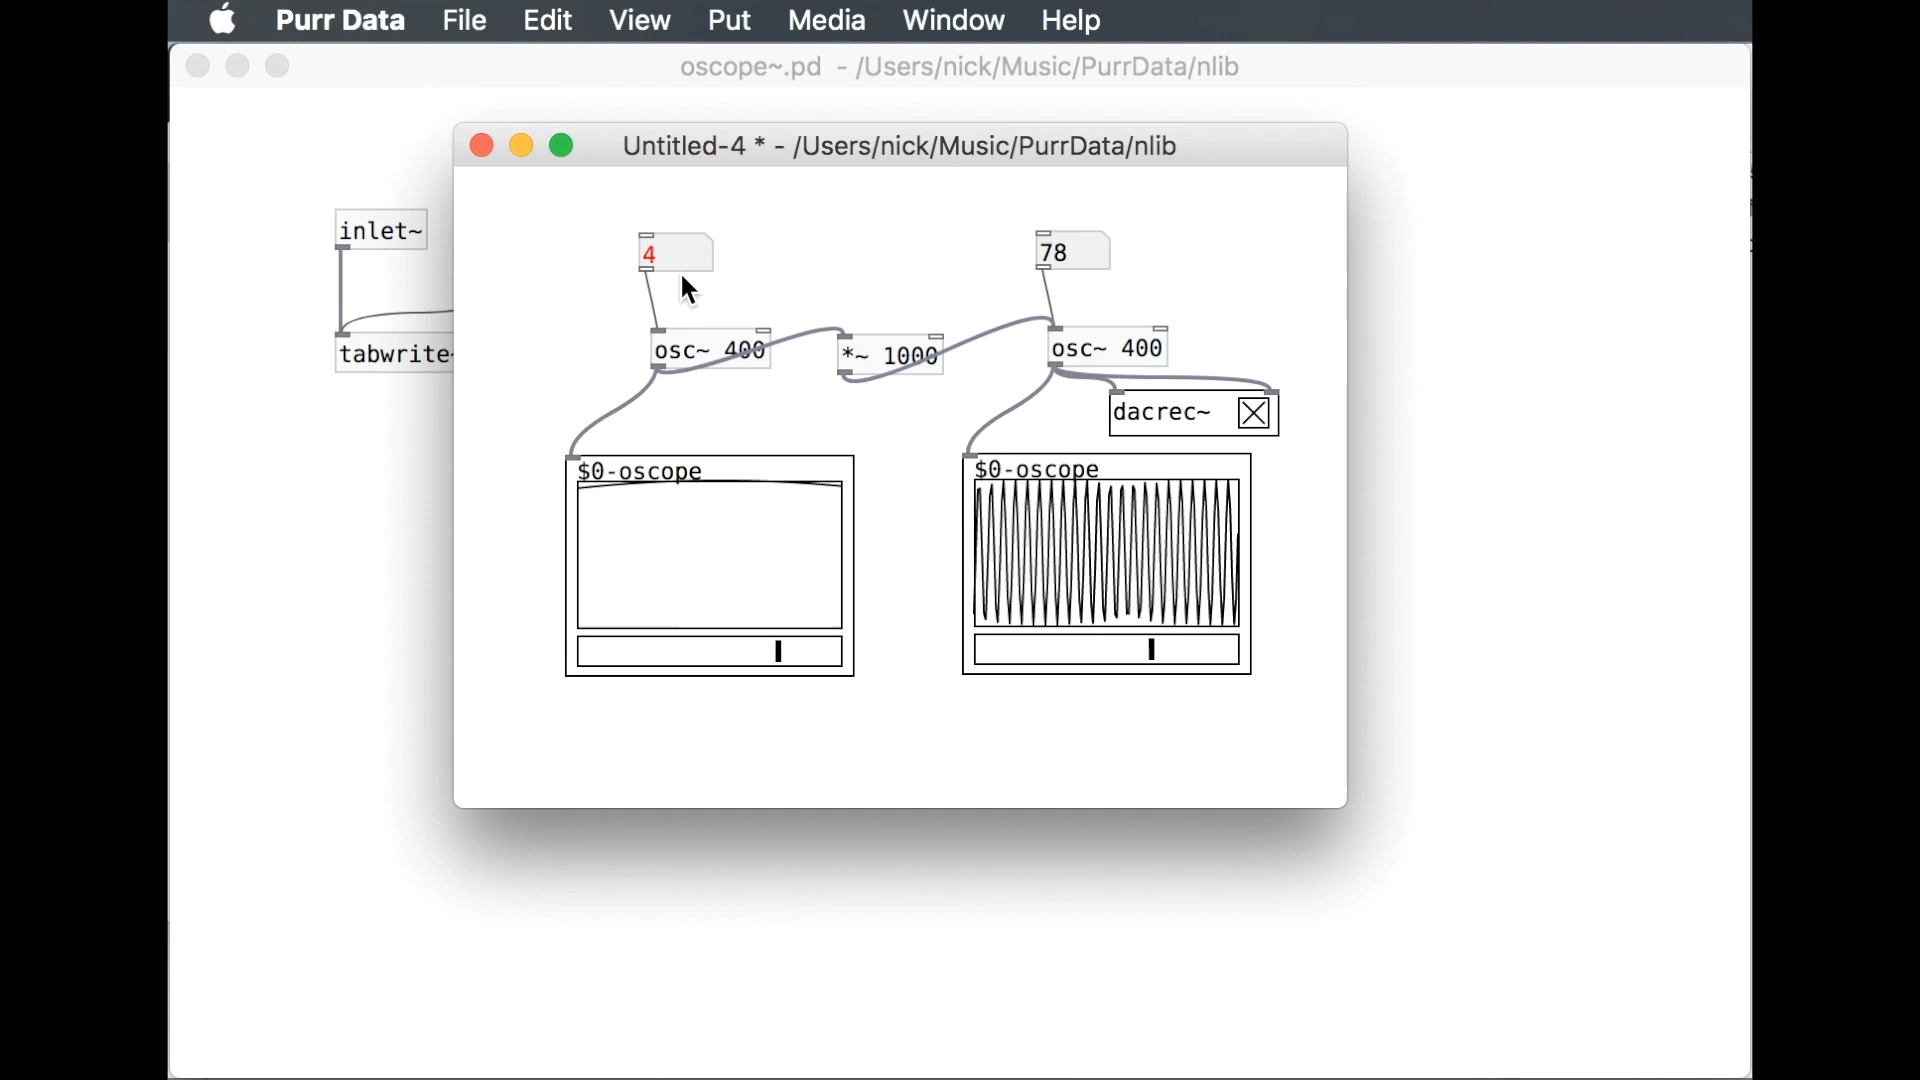 Purr Data File Edit View Put Media Window Help
oscope~.pd - /Users/nick/Music/PurrData/nlib
Untitled-4 * - /Users/nick/Music/PurrData/nlib
inlet~
tabwrite~
4
78
osc~ 400
*~ 1000
osc~ 400
dacrec~
$0-oscope
$0-oscope